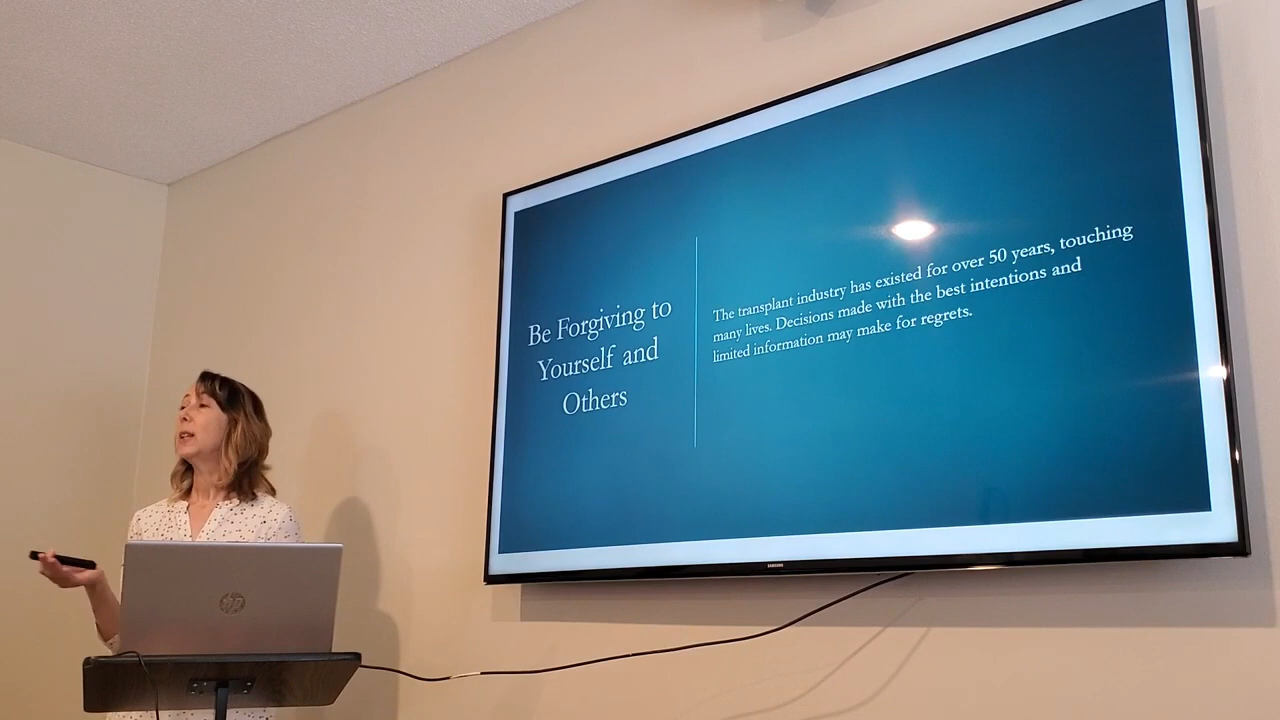 Be Forgiving to
Yourself and
Others
The transplant industry has existed for over 50 years, touching
many lives. Decisions made with the best intentions and
limited information may make for regrets.
SAMSUNG
hp